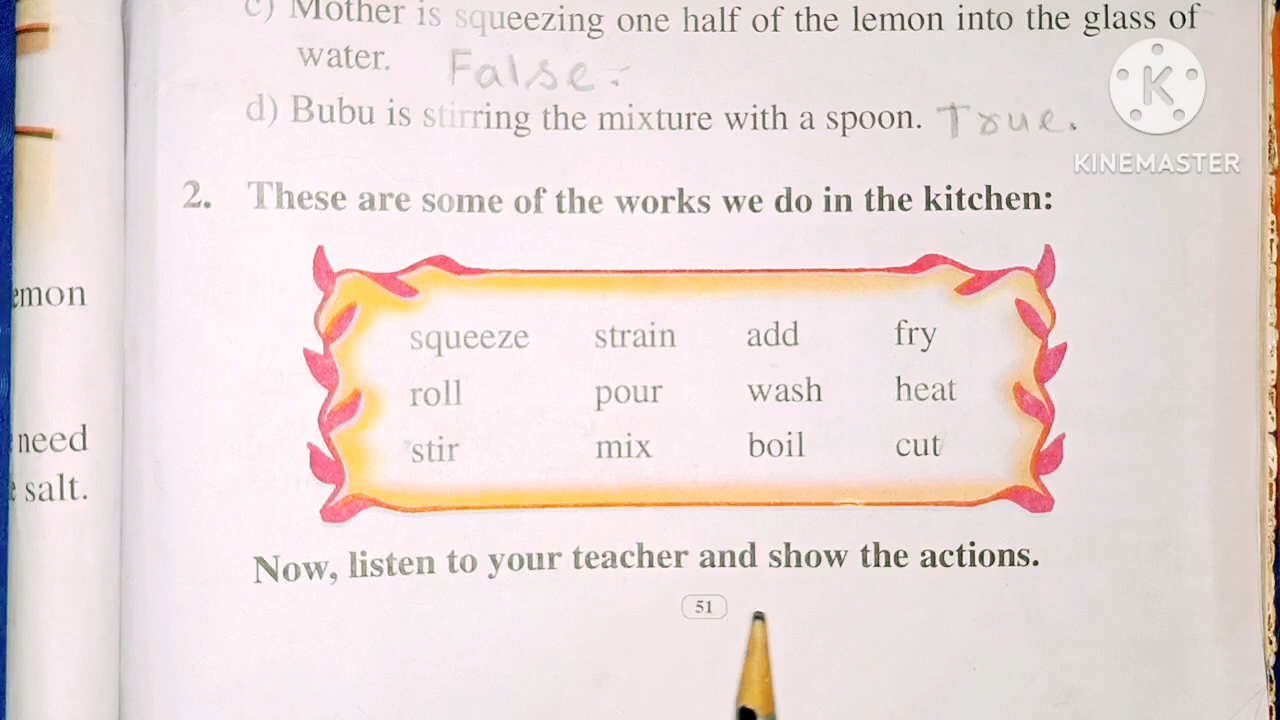 c) Mother is squeezing one half of the lemon into the glass of
water. False.
d) Bubu is stirring the mixture with a spoon. True.
K
KINEMASTER
2. These are some of the works we do in the kitchen:
squeeze strain add fry
roll pour wash heat
stir mix boil cut
Now, listen to your teacher and show the actions.
51
emon
need
salt.